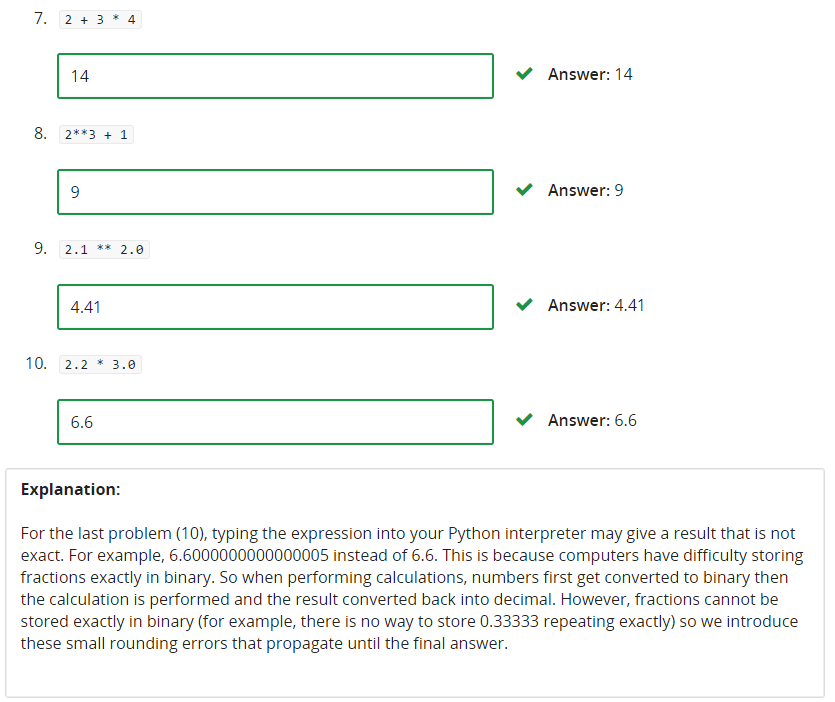 7. 2 + 3 * 4
14 Answer: 14
8. 2**3 + 1
9 Answer: 9
9. 2.1 ** 2.0
4.41 Answer: 4.41
10. 2.2 * 3.0
6.6 Answer: 6.6
Explanation:
For the last problem (10), typing the expression into your Python interpreter may give a result that is not
exact. For example, 6.6000000000000005 instead of 6.6. This is because computers have difficulty storing
fractions exactly in binary. So when performing calculations, numbers first get converted to binary then
the calculation is performed and the result converted back into decimal. However, fractions cannot be
stored exactly in binary (for example, there is no way to store 0.33333 repeating exactly) so we introduce
these small rounding errors that propagate until the final answer.